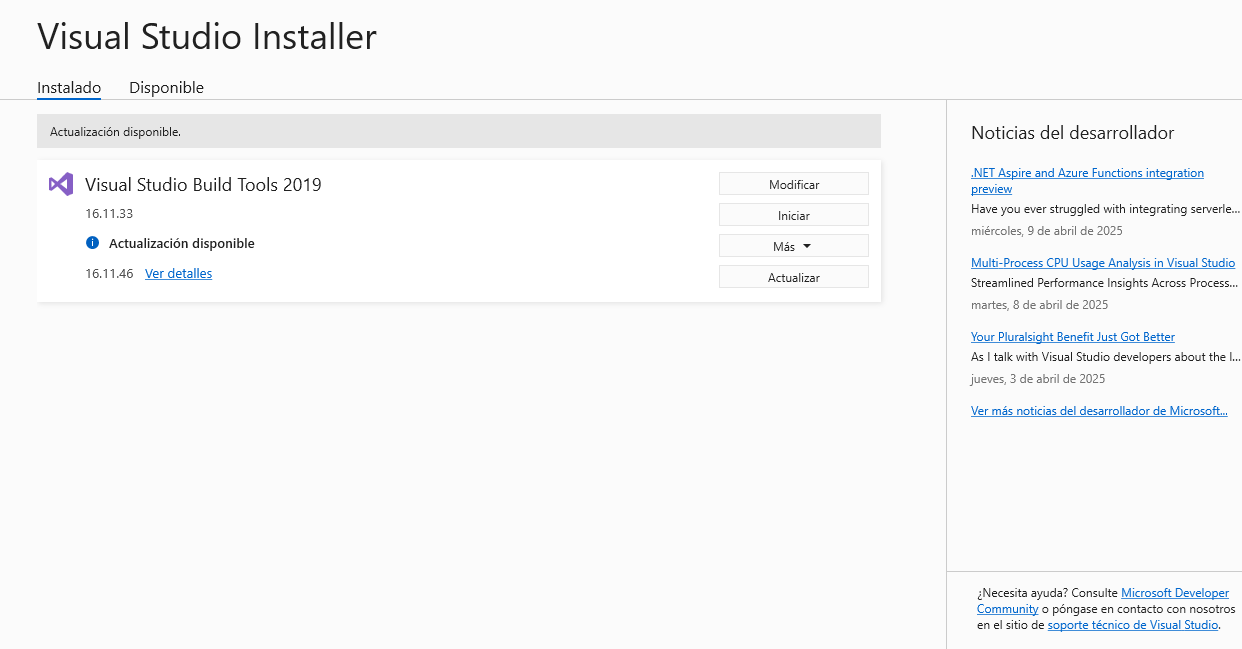 Visual Studio Installer
Instalado
Disponible
Actualización disponible.
Visual Studio Build Tools 2019
16.11.33
Actualización disponible
16.11.46 Ver detalles
Modificar
Iniciar
Más
Actualizar
Noticias del desarrollador
.NET Aspire and Azure Functions integration
preview
Have you ever struggled with integrating serverle...
miércoles, 9 de abril de 2025
Multi-Process CPU Usage Analysis in Visual Studio
Streamlined Performance Insights Across Process...
martes, 8 de abril de 2025
Your Pluralsight Benefit Just Got Better
As I talk with Visual Studio developers about the I...
jueves, 3 de abril de 2025
Ver más noticias del desarrollador de Microsoft...
¿Necesita ayuda? Consulte Microsoft Developer
Community o póngase en contacto con nosotros
en el sitio de soporte técnico de Visual Studio.